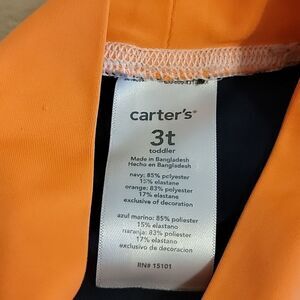 carter's
3t
toddler
Made in Bangladesh
Hecho en Bangladesh
navy: 85% polyester
15% elastane
orange: 83% polyester
17% elastane
exclusive of decoration
azul marino: 85% poliester
15% elastano
naranja: 83% poliester
17% elastano
exclusivo de decoracion
RN# 15101